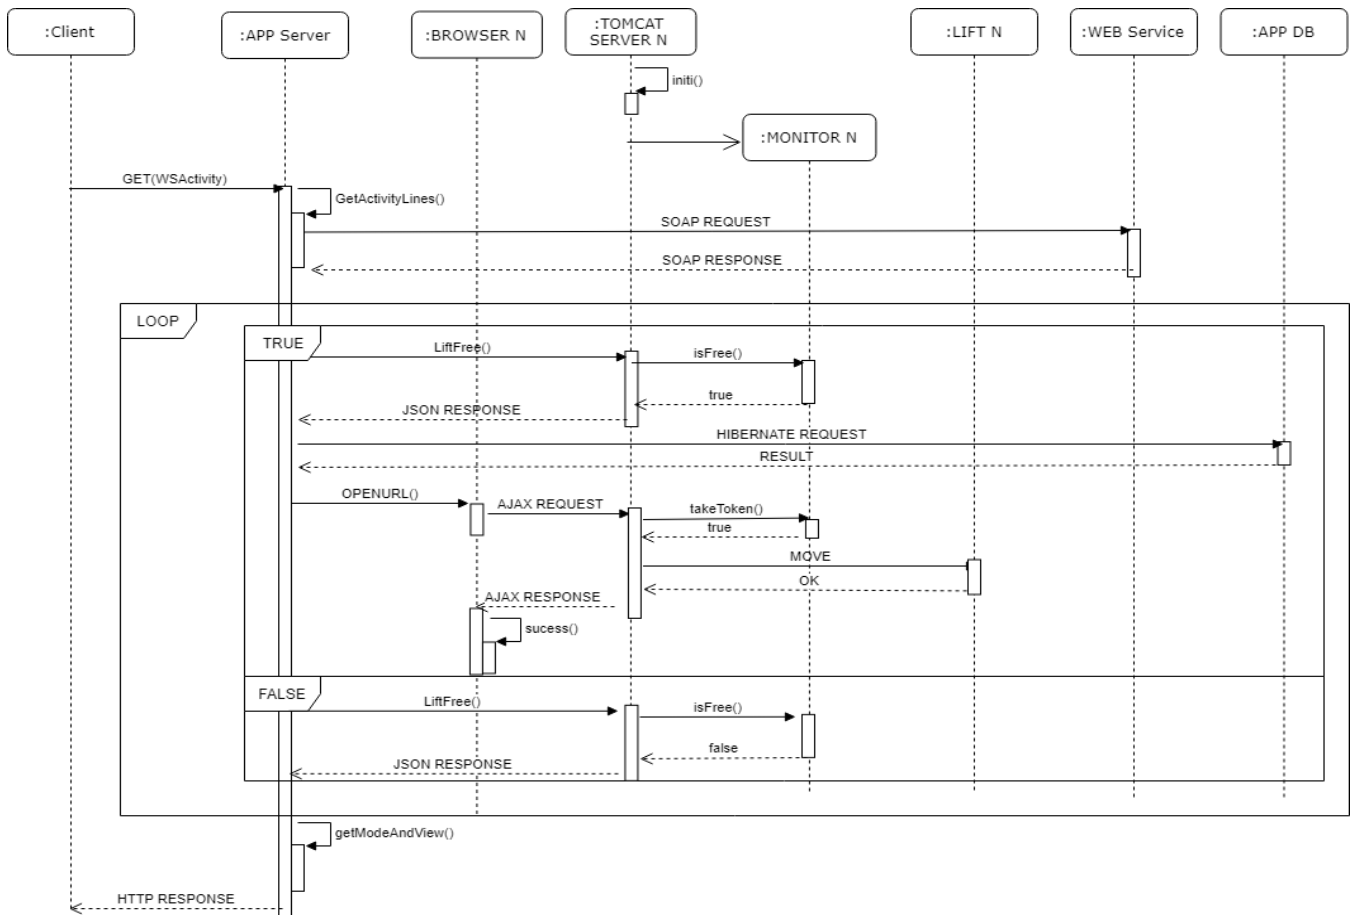 :Client
:APP Server
:BROWSER N
:TOMCAT
SERVER N
:LIFT N
:WEB Service
:APP DB
initi()
:MONITOR N
GET(WSActivity)
GetActivityLines()
SOAP REQUEST
SOAP RESPONSE
LOOP
TRUE
LiftFree()
isFree()
true
JSON RESPONSE
HIBERNATE REQUEST
RESULT
OPENURL()
AJAX REQUEST
takeToken()
true
MOVE
OK
AJAX RESPONSE
sucess()
FALSE
LiftFree()
isFree()
false
JSON RESPONSE
getModeAndView()
HTTP RESPONSE